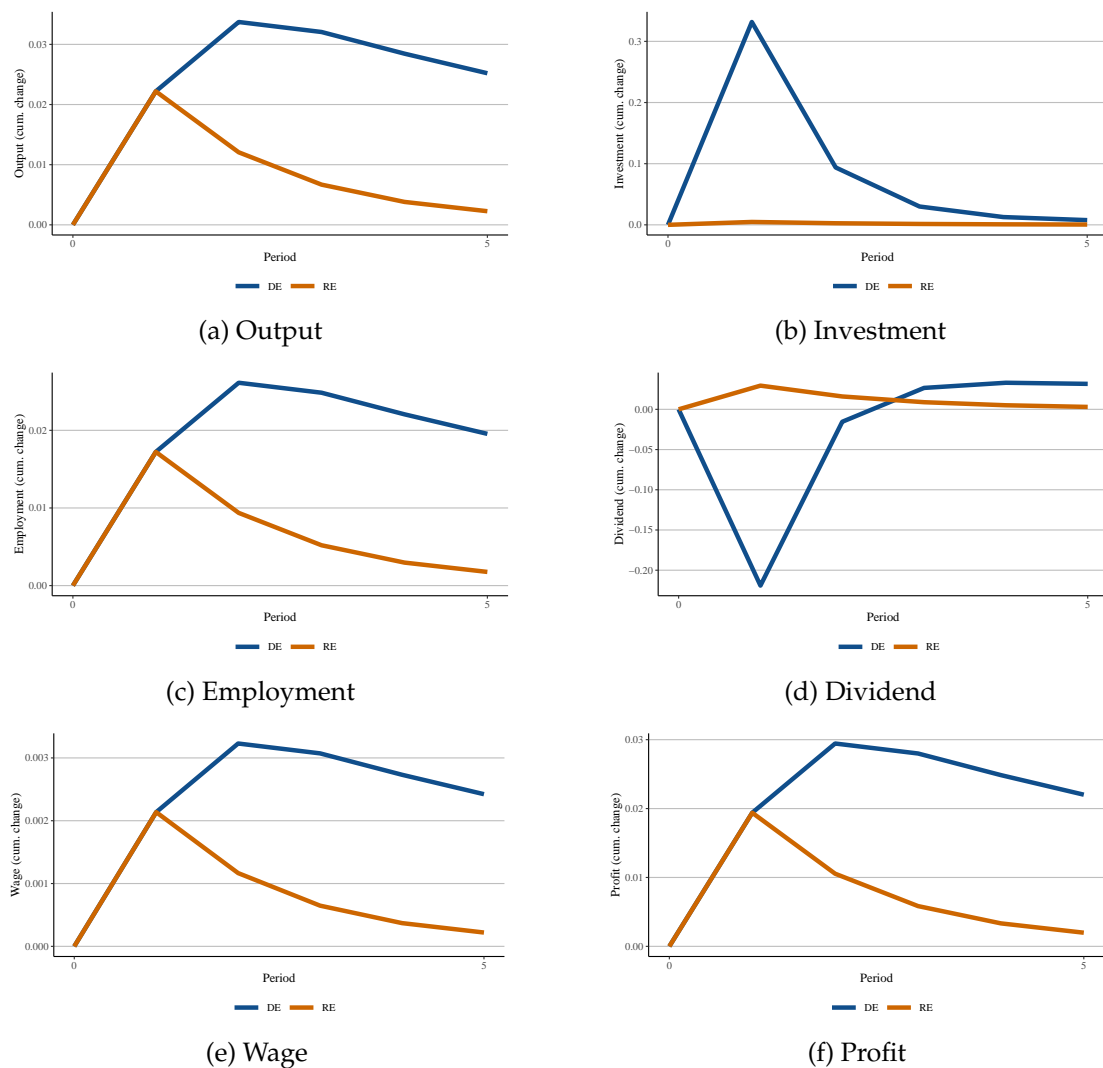 Output (cum. change)
0.03
0.02
0.01
0.00
0
5
Period
DE RE
(a) Output
Investment (cum. change)
0.3
0.2
0.1
0.0
0
5
Period
DE RE
(b) Investment
Employment (cum. change)
0.02
0.01
0.00
0
5
Period
DE RE
(c) Employment
Dividend (cum. change)
0.00
−0.05
−0.10
−0.15
−0.20
0
5
Period
DE RE
(d) Dividend
Wage (cum. change)
0.003
0.002
0.001
0.000
0
5
Period
DE RE
(e) Wage
Profit (cum. change)
0.03
0.02
0.01
0.00
0
5
Period
DE RE
(f) Profit